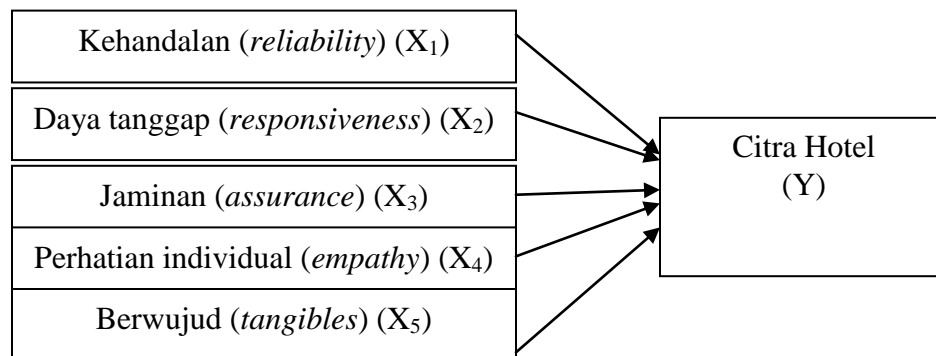 Kehandalan (reliability) (X₁)
Daya tanggap (responsiveness) (X₂)
Jaminan (assurance) (X₃)
Perhatian individual (empathy) (X₄)
Berwujud (tangibles) (X₅)
Citra Hotel
(Y)